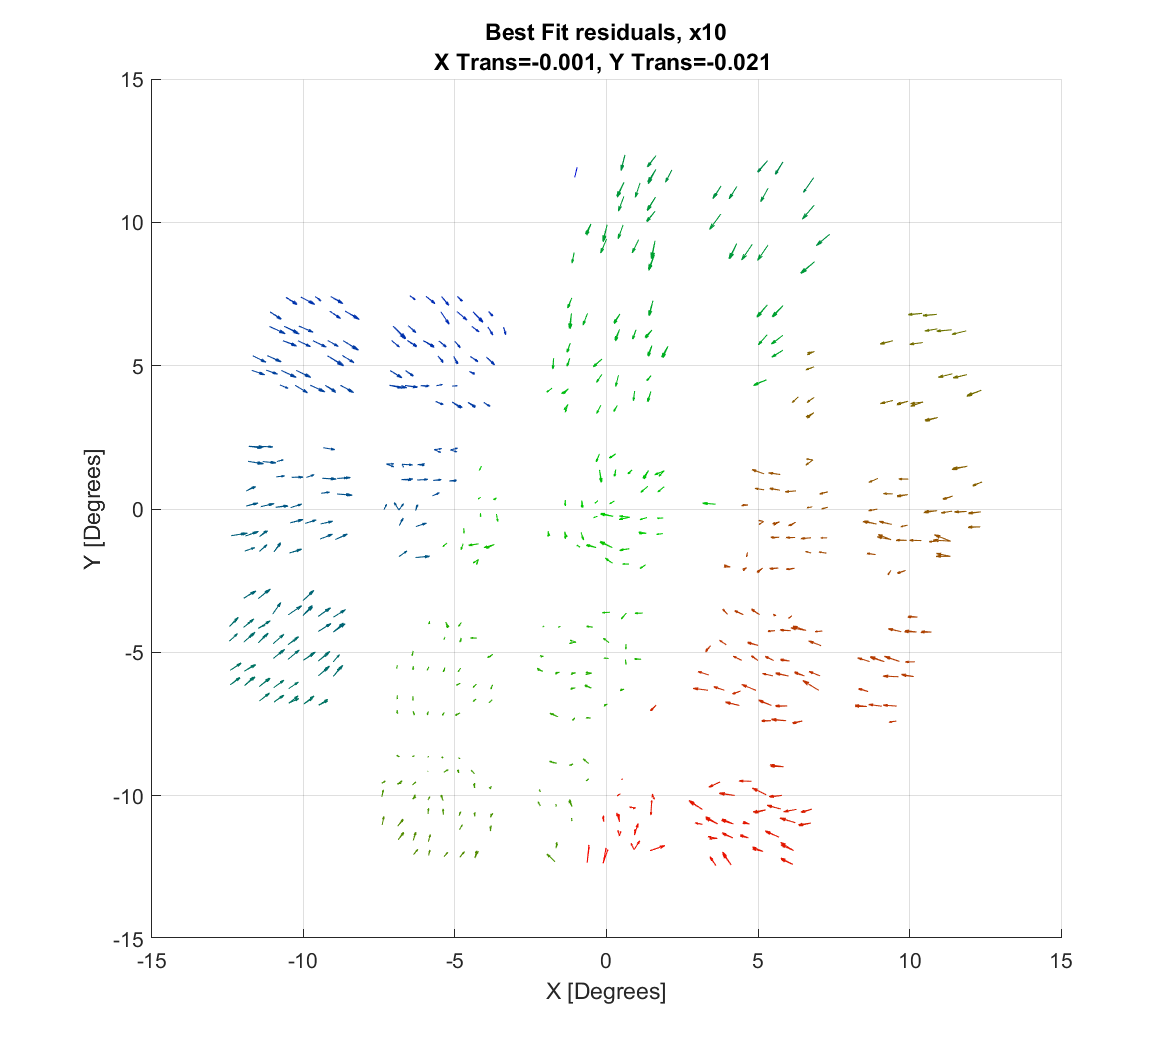 Best Fit residuals, x10
X Trans=-0.001, Y Trans=-0.021
15
10
5
0
-5
-10
-15
Y [Degrees]
-15 -10 -5 0 5 10 15
X [Degrees]